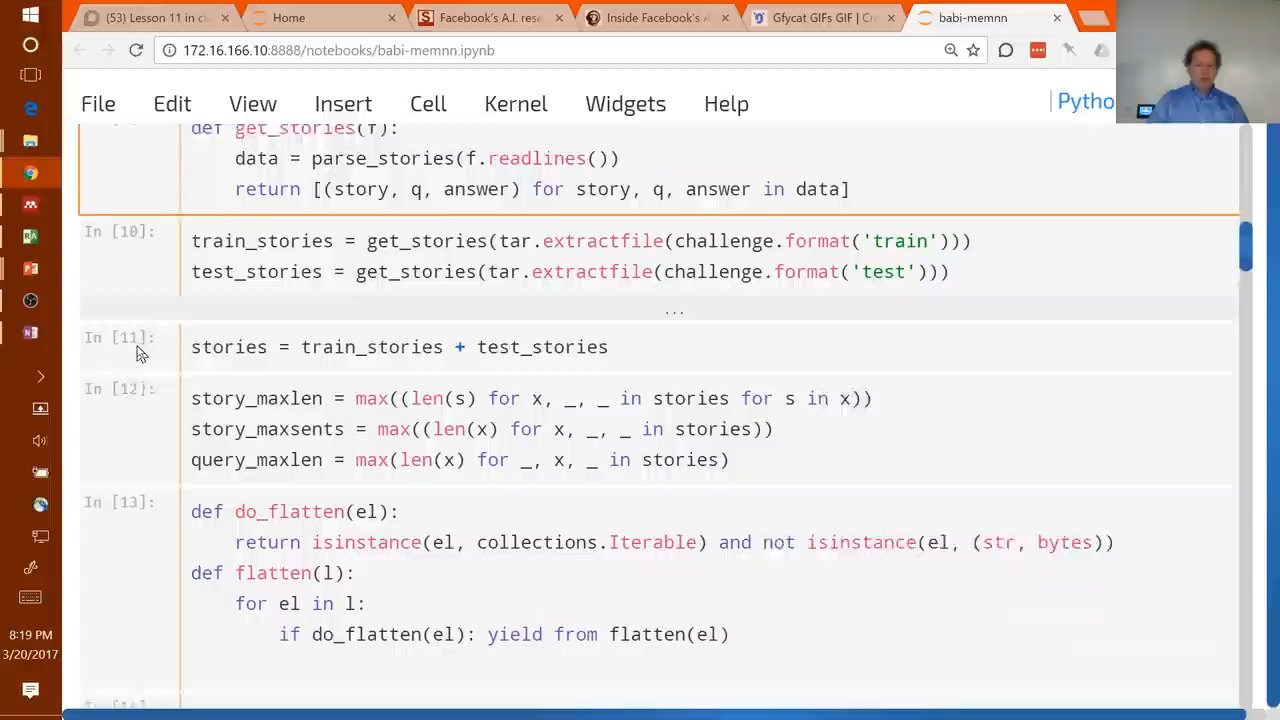 (53) Lesson 11 in c
Home
Facebook's A.I. rese
Inside Facebook's A
Gfycat GIFs GIF | Cre
babi-memnn
172.16.166.10:8888/notebooks/babi-memnn.ipynb
File Edit View Insert Cell Kernel Widgets Help
Pytho
def get_stories(f):
data = parse_stories(f.readlines())
return [(story, q, answer) for story, q, answer in data]
In [10]:
train_stories = get_stories(tar.extractfile(challenge.format('train')))
test_stories = get_stories(tar.extractfile(challenge.format('test')))
...
In [11]:
stories = train_stories + test_stories
In [12]:
story_maxlen = max((len(s) for x, _, _ in stories for s in x))
story_maxsents = max((len(x) for x, _, _ in stories))
query_maxlen = max(len(x) for _, x, _ in stories)
In [13]:
def do_flatten(el):
return isinstance(el, collections.Iterable) and not isinstance(el, (str, bytes))
def flatten(l):
for el in l:
if do_flatten(el): yield from flatten(el)
8:19 PM
3/20/2017